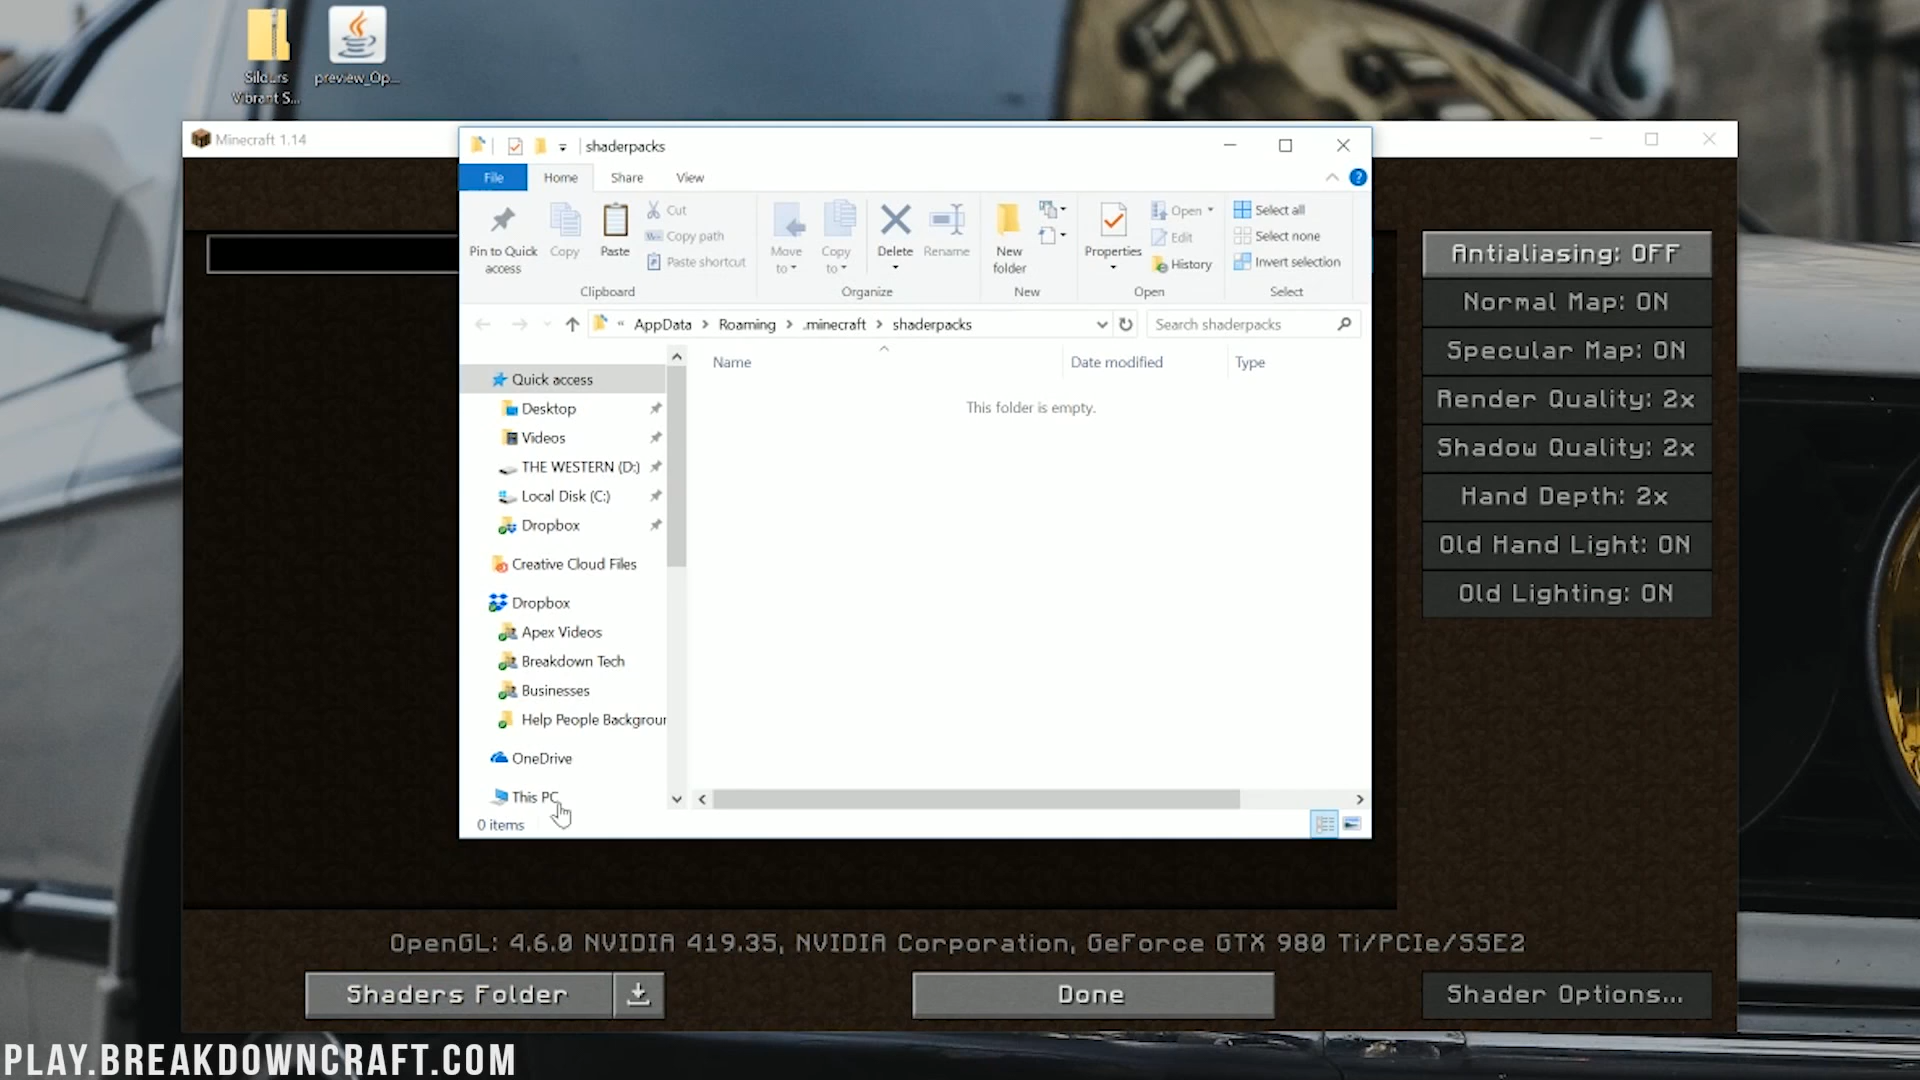 Sildurs
Vibrant S...
preview_Op...
Minecraft 1.14
shaderpacks
File
Home
Share
View
Pin to Quick
access
Copy
Paste
Cut
Copy path
Paste shortcut
Clipboard
Move
to
Copy
to
Delete
Rename
Organize
New
folder
New
Properties
Open
Edit
History
Open
Select all
Select none
Invert selection
Select
« AppData > Roaming > .minecraft > shaderpacks
Search shaderpacks
Name
Date modified
Type
This folder is empty.
Quick access
Desktop
Videos
THE WESTERN (D:)
Local Disk (C:)
Dropbox
Creative Cloud Files
Dropbox
Apex Videos
Breakdown Tech
Businesses
Help People Backgroun
OneDrive
This PC
0 items
Antialiasing: OFF
Normal Map: ON
Specular Map: ON
Render Quality: 2x
Shadow Quality: 2x
Hand Depth: 2x
Old Hand Light: ON
Old Lighting: ON
OpenGL: 4.6.0 NVIDIA 419.35, NVIDIA Corporation, GeForce GTX 980 Ti/PCIe/SSE2
Shaders Folder
Done
Shader Options...
PLAY.BREAKDOWNCRAFT.COM